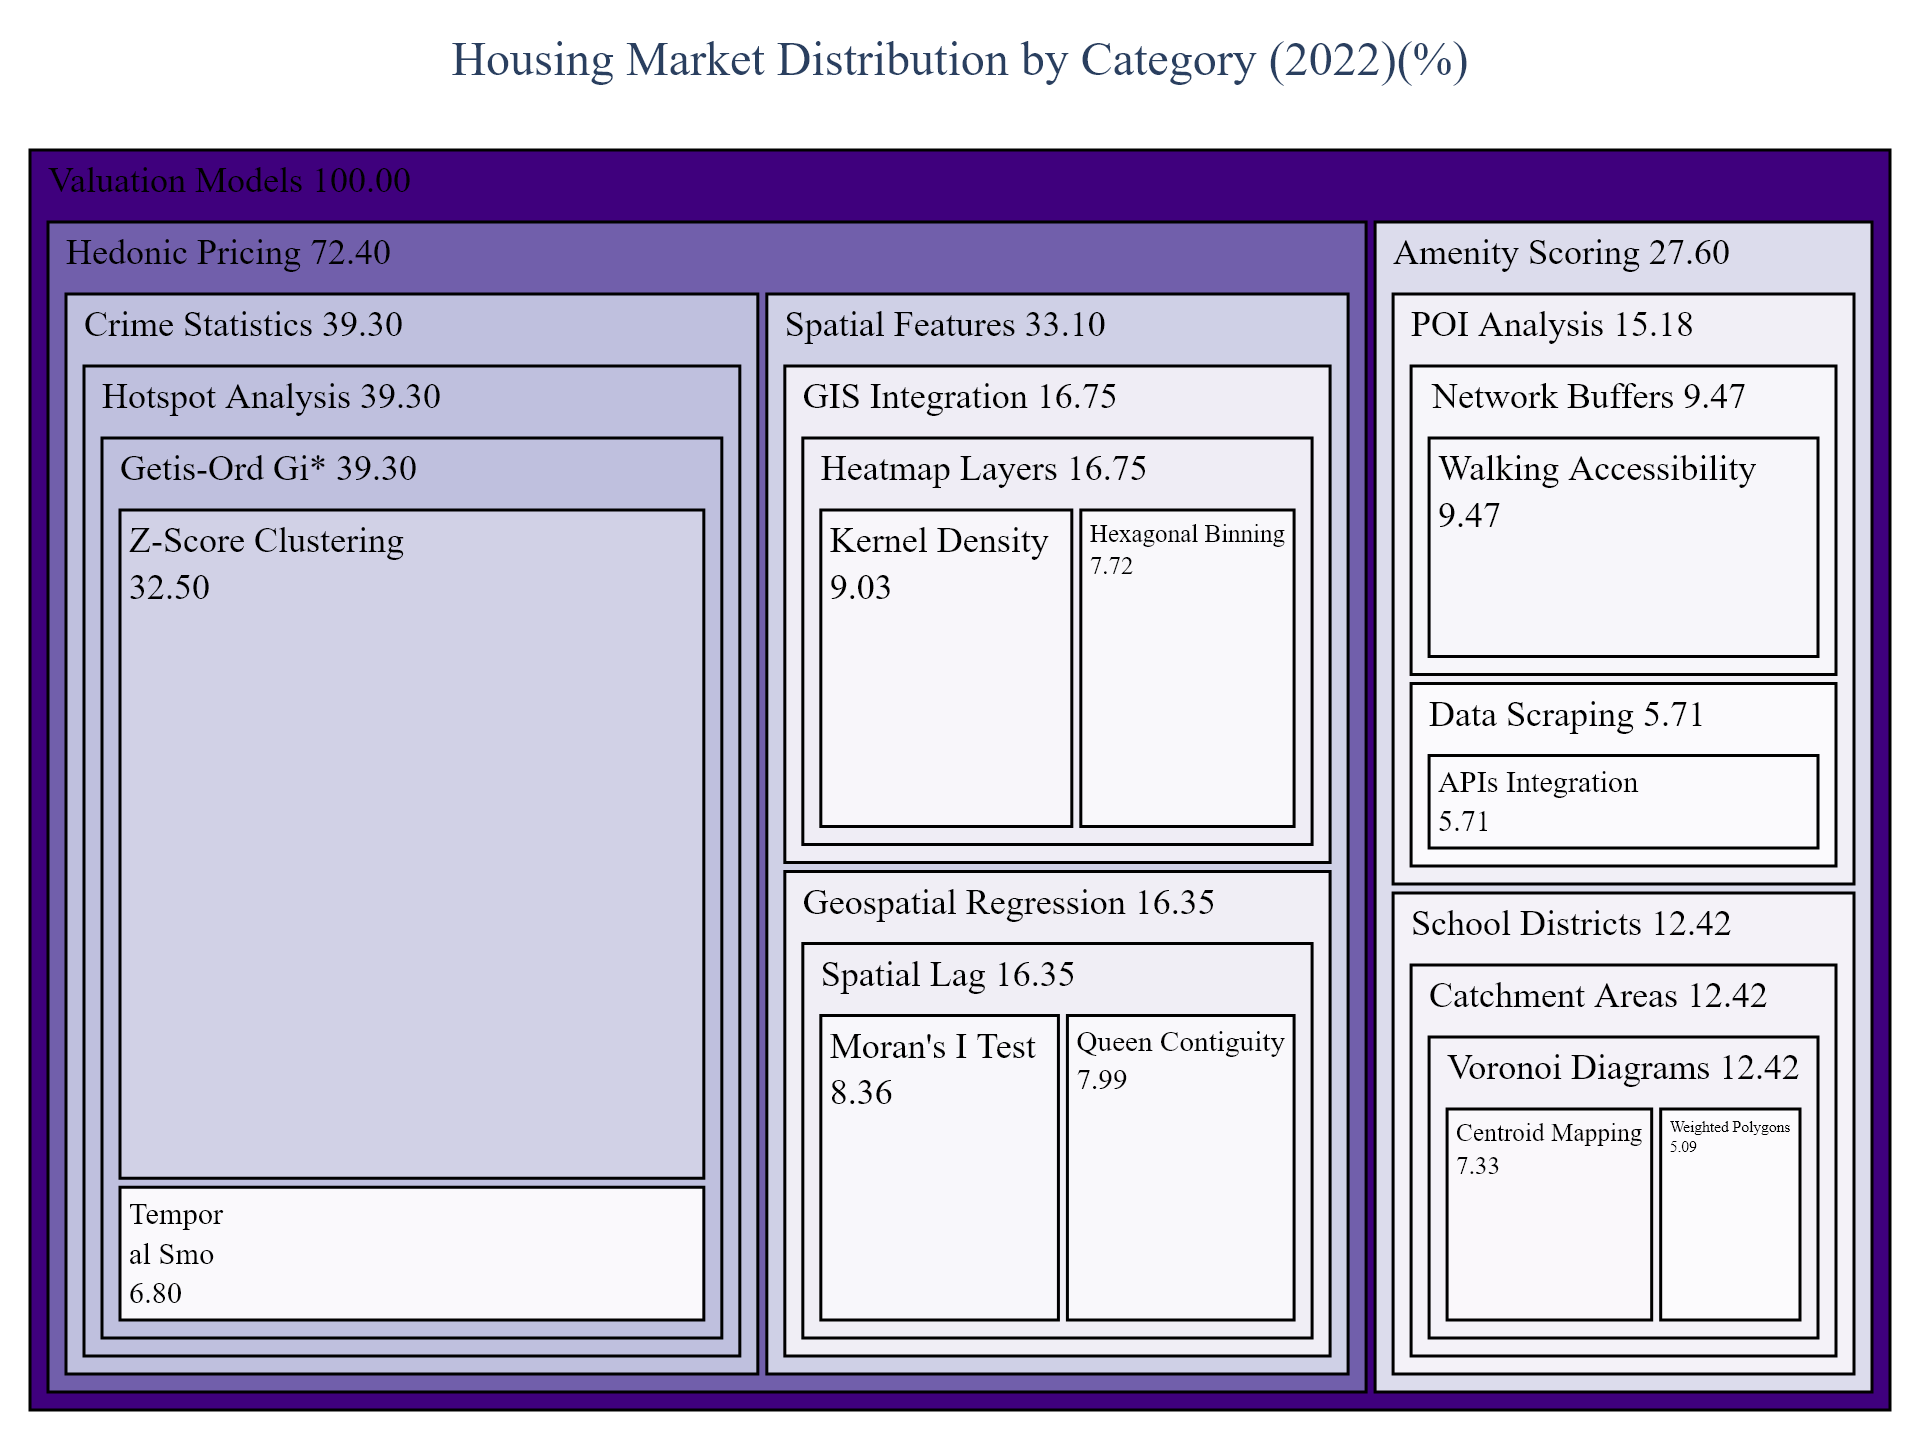 Housing Market Distribution by Category (2022)(%)
Valuation Models 100.00
Hedonic Pricing 72.40
Crime Statistics 39.30
Hotspot Analysis 39.30
Getis-Ord Gi* 39.30
Z-Score Clustering
32.50
Tempor
al Smo
6.80
Spatial Features 33.10
GIS Integration 16.75
Heatmap Layers 16.75
Kernel Density
9.03
Hexagonal Binning
7.72
Geospatial Regression 16.35
Spatial Lag 16.35
Moran's I Test
8.36
Queen Contiguity
7.99
Amenity Scoring 27.60
POI Analysis 15.18
Network Buffers 9.47
Walking Accessibility
9.47
Data Scraping 5.71
APIs Integration
5.71
School Districts 12.42
Catchment Areas 12.42
Voronoi Diagrams 12.42
Centroid Mapping
7.33
Weighted Polygons
5.09